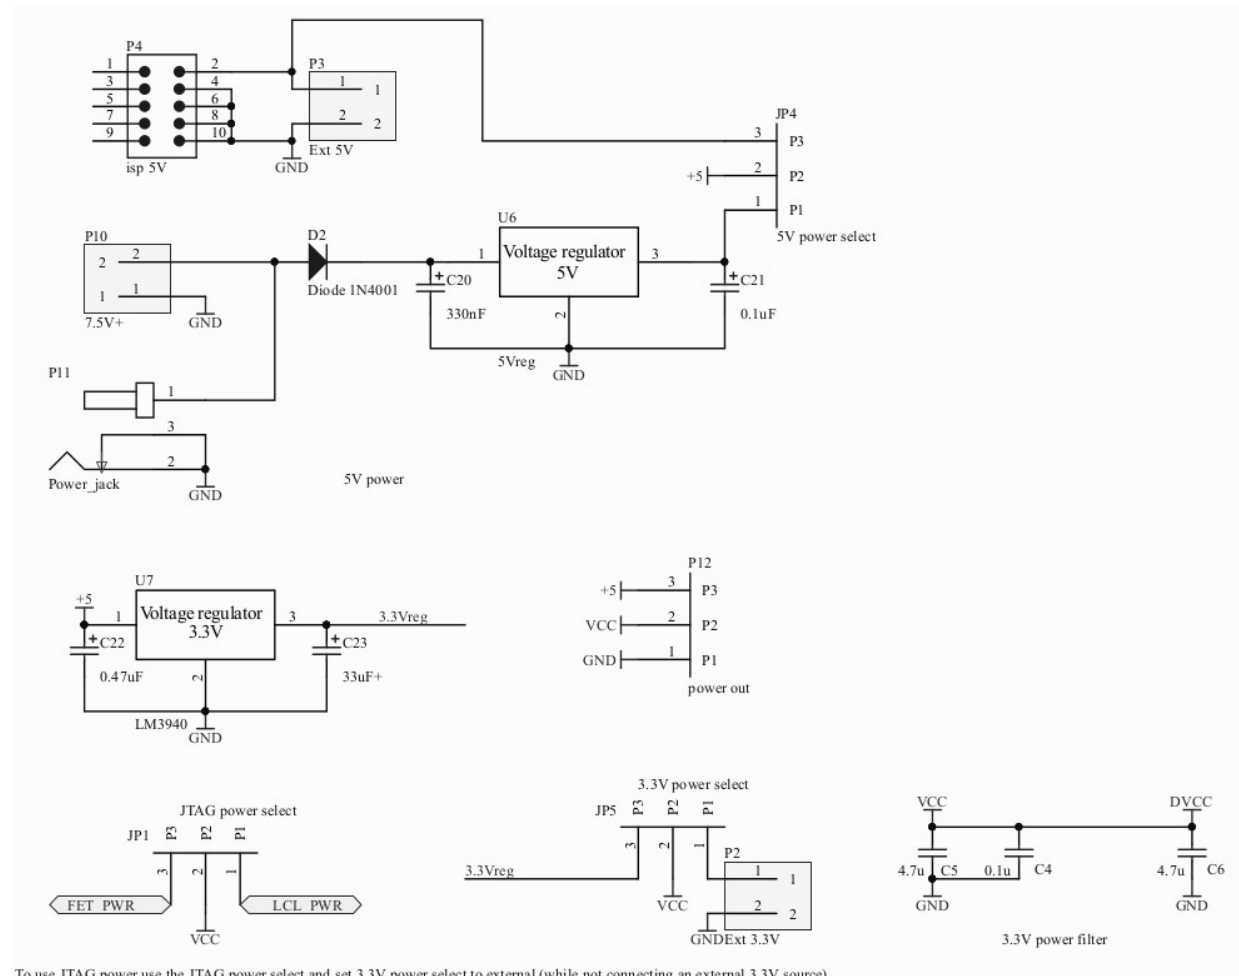 P4
1 2
3 4
5 6
7 8
9 10
isp 5V
P3
1 1
2 2
Ext 5V
GND
JP4
3 P3
+5 2 P2
1 P1
5V power select
P10
2 2
1 1
7.5V+
GND
D2
Diode 1N4001
U6
1 Voltage regulator 3
5V
2
C20
+
330nF
C21
+
0.1uF
5Vreg
GND
P11
1
3
2
Power_jack
GND
5V power
U7
+5
1 Voltage regulator 3
3.3V
2
3.3Vreg
+ C22
0.47uF
+ C23
33uF+
LM3940
GND
P12
+5 3 P3
VCC 2 P2
GND 1 P1
power out
JTAG power select
JP1 P3 P2 P1
3 2 1
FET PWR
LCL PWR
VCC
3.3V power select
JP5 P3 P2 P1
3 2 1
3.3Vreg
VCC
P2
1 1
2 2
GND Ext 3.3V
VCC
DVCC
4.7u C5
0.1u C4
4.7u C6
GND
GND
3.3V power filter
To use JTAG power use the JTAG power select and set 3.3V power select to external (while not connecting an external 3.3V source)